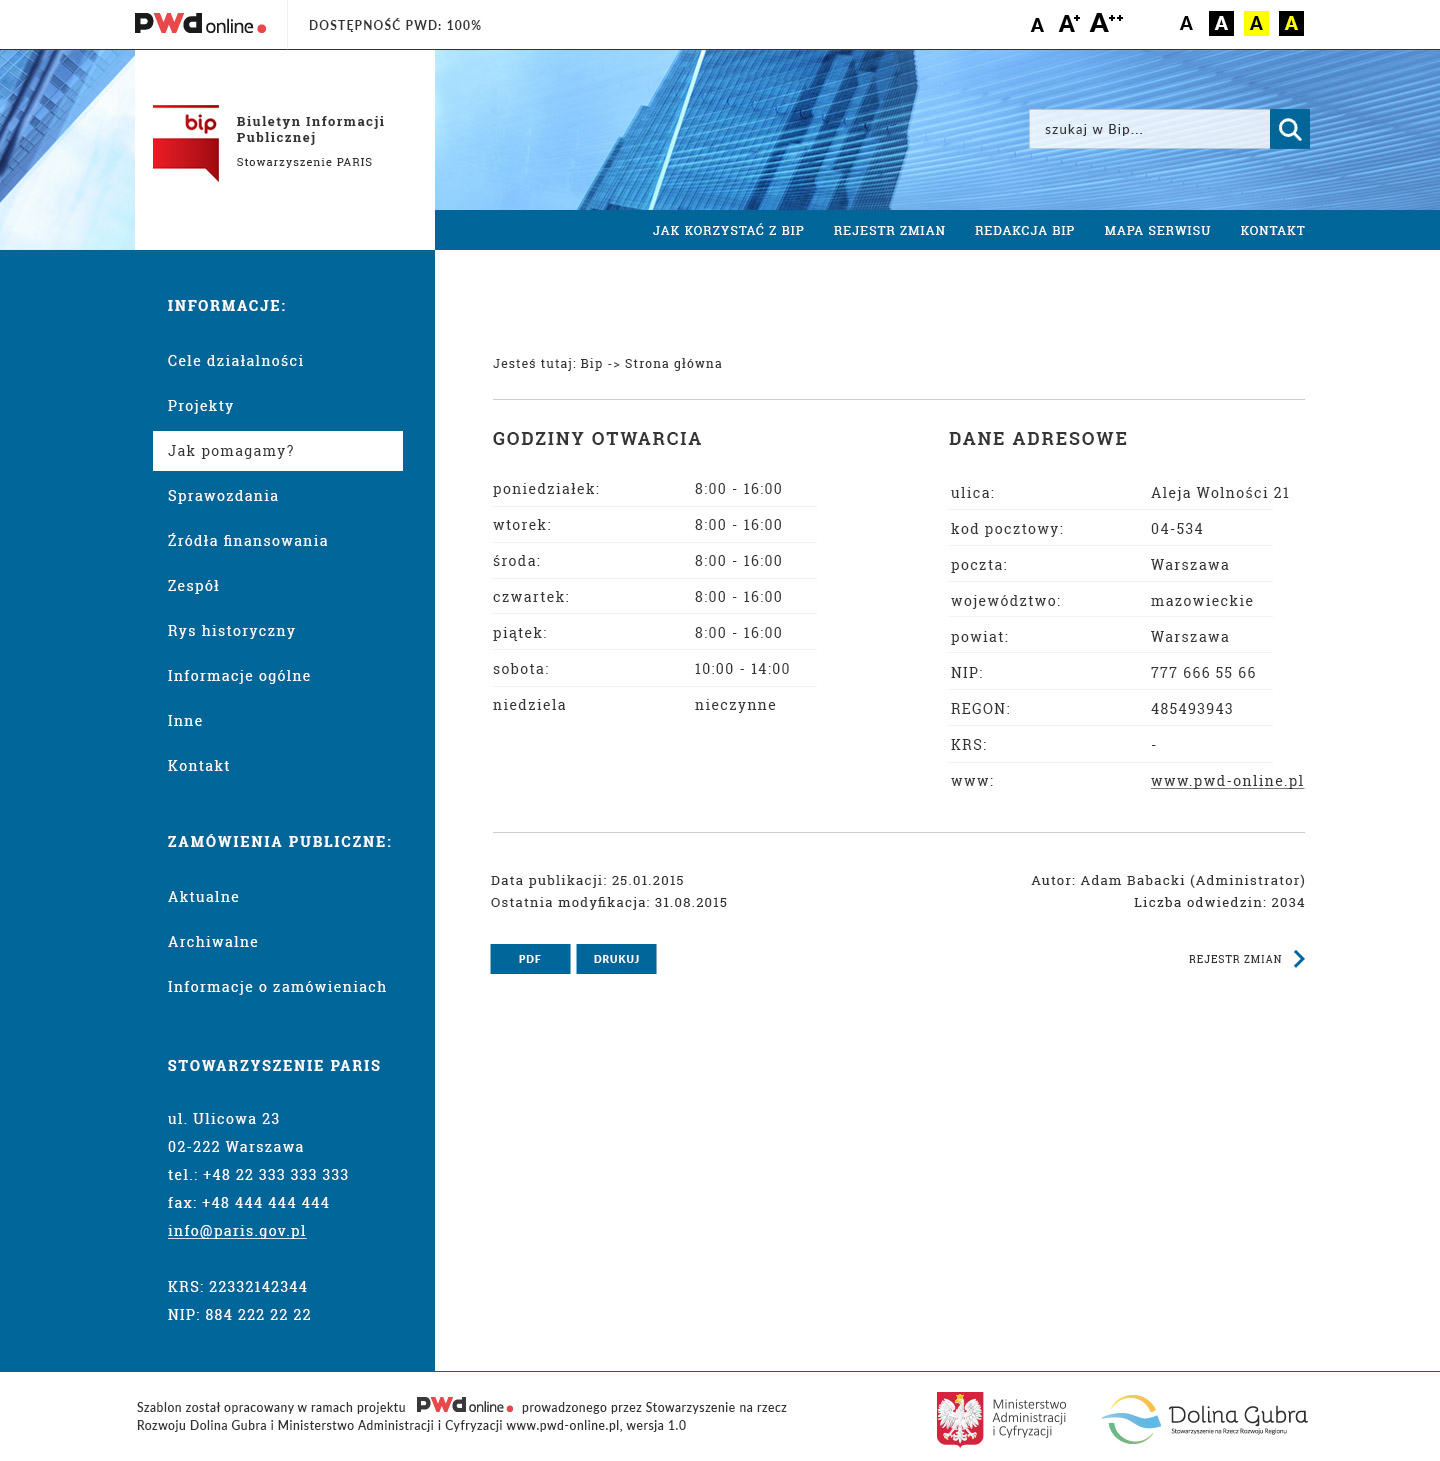 PWd online
DOSTĘPNOŚĆ PWD: 100%
A A+ A++ A A A A
bip
Biuletyn Informacji
Publicznej
Stowarzyszenie PARIS
szukaj w Bip...
JAK KORZYSTAĆ Z BIP REJESTR ZMIAN REDAKCJA BIP MAPA SERWISU KONTAKT
INFORMACJE:
Cele działalności
Projekty
Jak pomagamy?
Sprawozdania
Źródła finansowania
Zespół
Rys historyczny
Informacje ogólne
Inne
Kontakt
ZAMÓWIENIA PUBLICZNE:
Aktualne
Archiwalne
Informacje o zamówieniach
STOWARZYSZENIE PARIS
ul. Ulicowa 23
02-222 Warszawa
tel.: +48 22 333 333 333
fax: +48 444 444 444
info@paris.gov.pl
KRS: 22332142344
NIP: 884 222 22 22
Jesteś tutaj: Bip -> Strona główna
GODZINY OTWARCIA
poniedziałek: 8:00 - 16:00
wtorek: 8:00 - 16:00
środa: 8:00 - 16:00
czwartek: 8:00 - 16:00
piątek: 8:00 - 16:00
sobota: 10:00 - 14:00
niedziela nieczynne
DANE ADRESOWE
ulica: Aleja Wolności 21
kod pocztowy: 04-534
poczta: Warszawa
województwo: mazowieckie
powiat: Warszawa
NIP: 777 666 55 66
REGON: 485493943
KRS: -
www: www.pwd-online.pl
Data publikacji: 25.01.2015
Ostatnia modyfikacja: 31.08.2015
Autor: Adam Babacki (Administrator)
Liczba odwiedzin: 2034
PDF DRUKUJ
REJESTR ZMIAN
Szablon został opracowany w ramach projektu PWd online prowadzonego przez Stowarzyszenie na rzecz
Rozwoju Dolina Gubra i Ministerstwo Administracji i Cyfryzacji www.pwd-online.pl, wersja 1.0
Ministerstwo
Administracji
i Cyfryzacji
Dolina Gubra
Stowarzyszenie na Rzecz Rozwoju Regionu